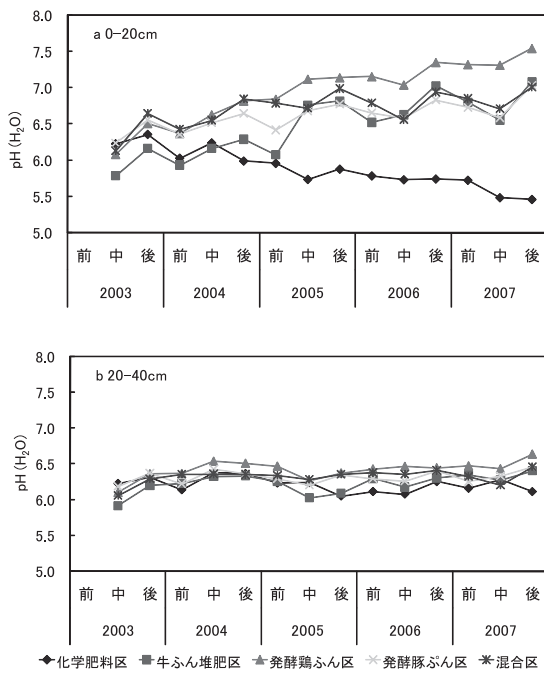 a 0-20cm
pH (H₂O)
8.0
7.5
7.0
6.5
6.0
5.5
5.0
前 中 後 前 中 後 前 中 後 前 中 後 前 中 後
2003 2004 2005 2006 2007
b 20-40cm
pH (H₂O)
8.0
7.5
7.0
6.5
6.0
5.5
5.0
前 中 後 前 中 後 前 中 後 前 中 後 前 中 後
2003 2004 2005 2006 2007
化学肥料区 牛ふん堆肥区 発酵鶏ふん区 発酵豚ぷん区 混合区